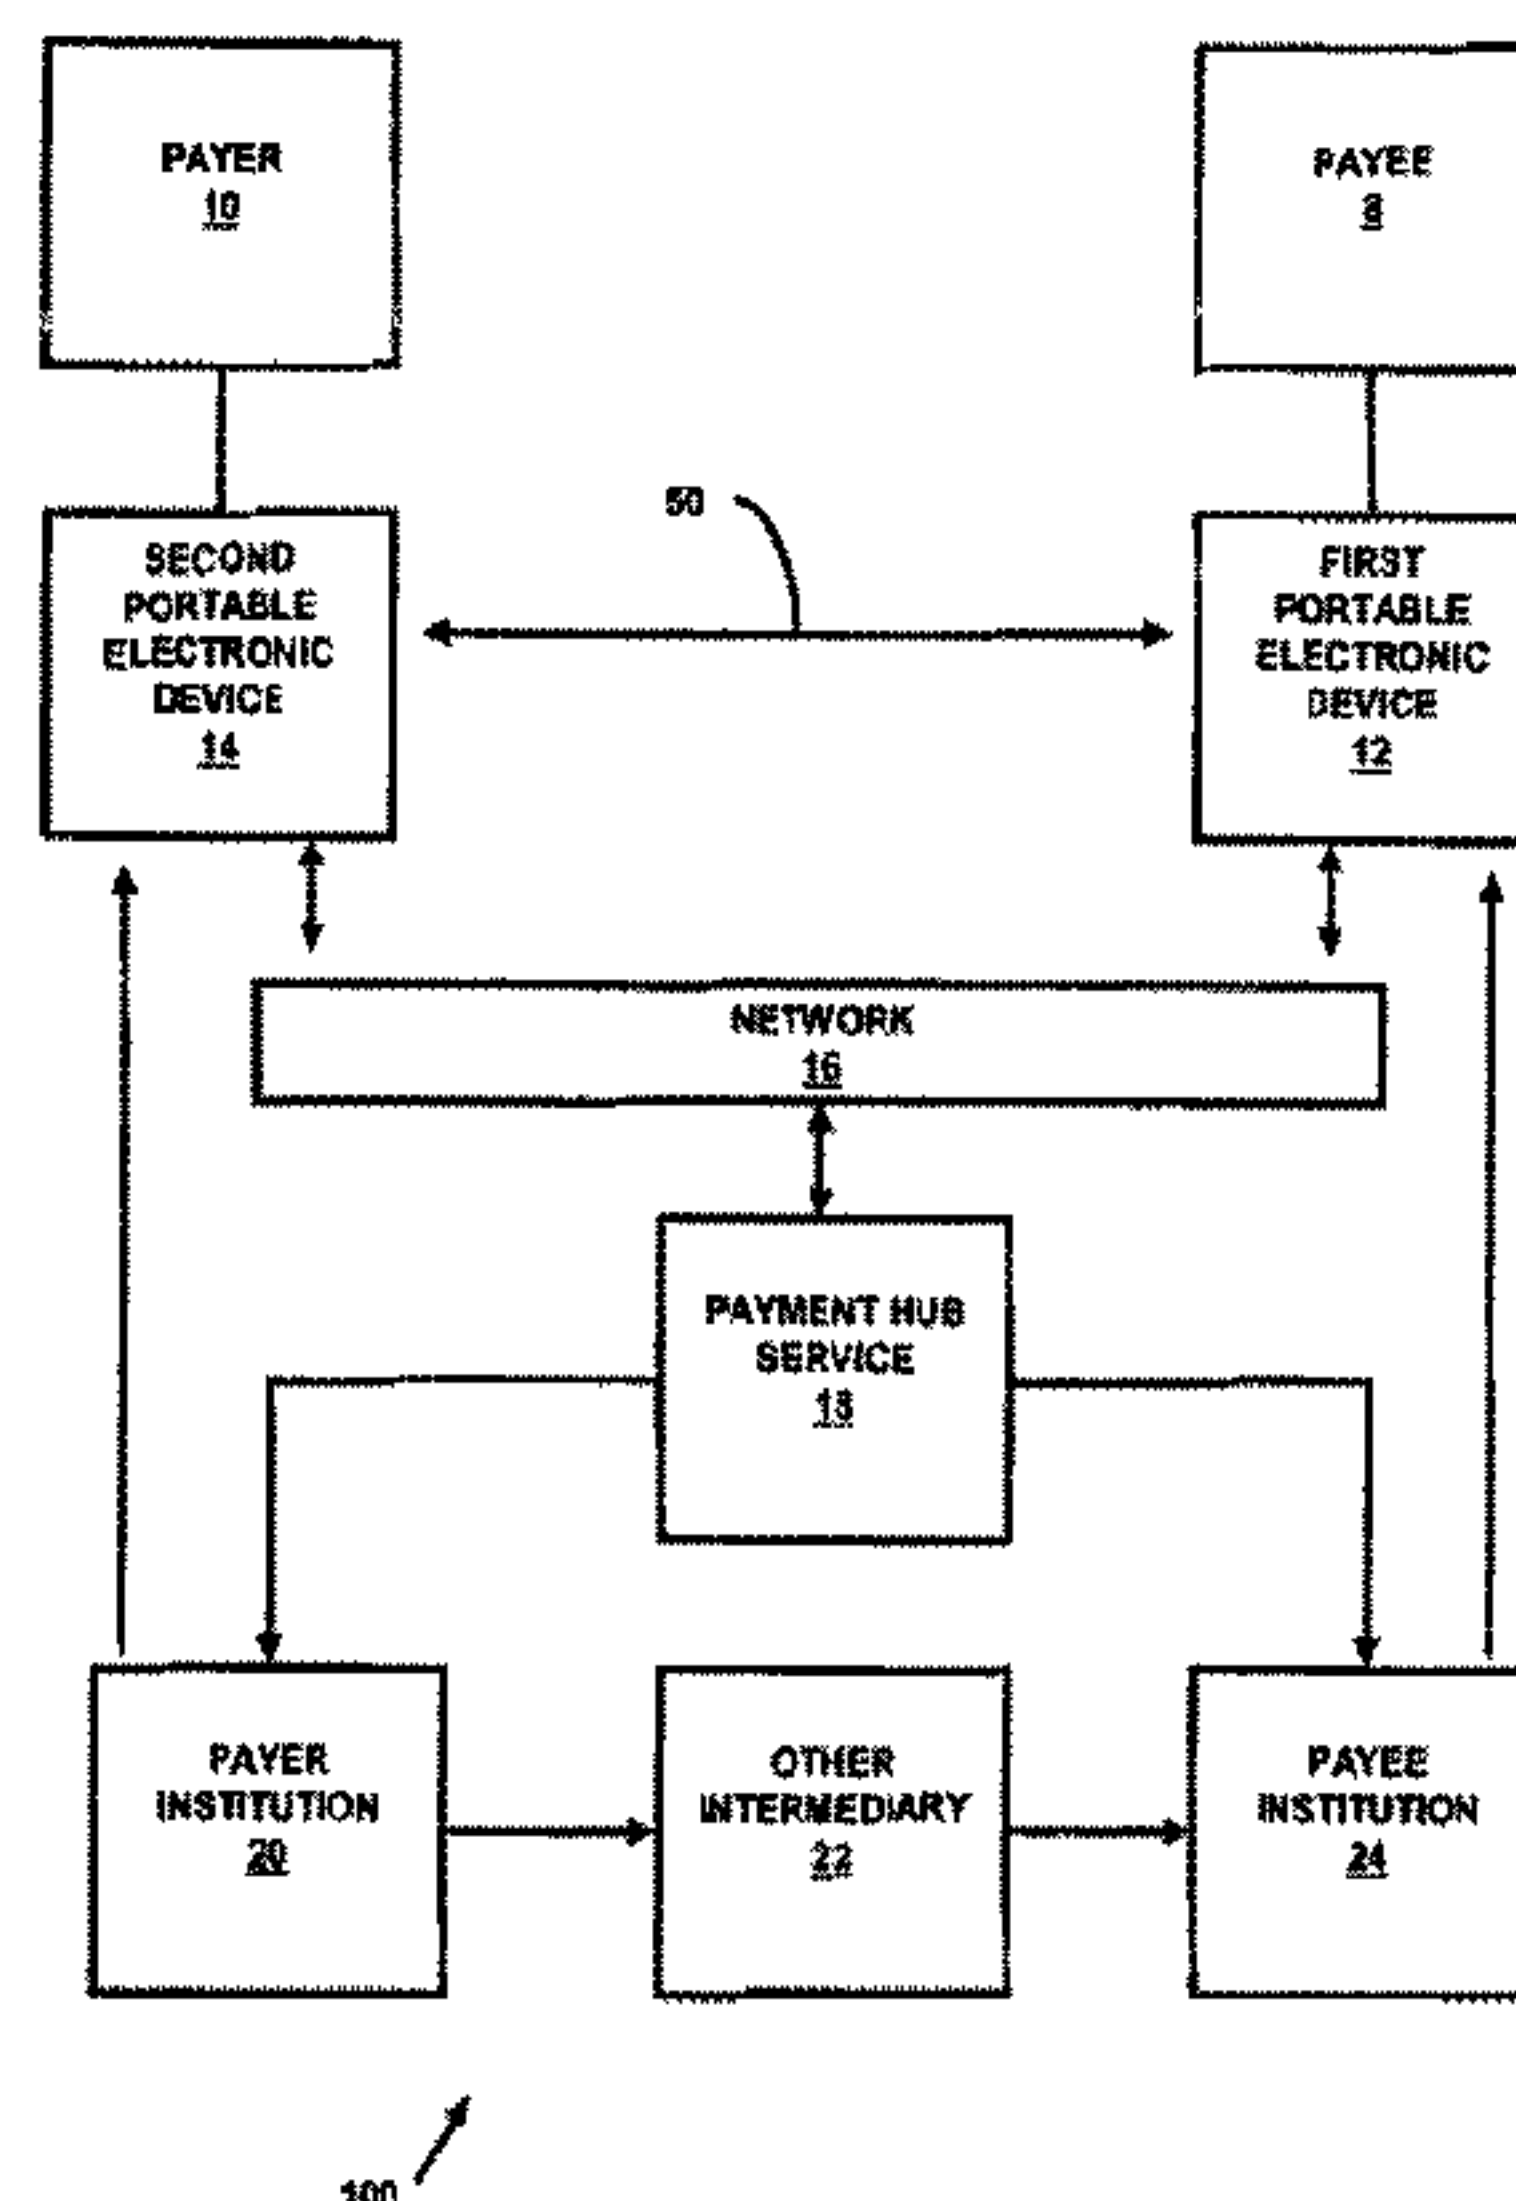 PAYER
10
PAYEE
8
50
SECOND
PORTABLE
ELECTRONIC
DEVICE
14
FIRST
PORTABLE
ELECTRONIC
DEVICE
12
NETWORK
16
PAYMENT HUB
SERVICE
18
PAYER
INSTITUTION
20
OTHER
INTERMEDIARY
22
PAYEE
INSTITUTION
24
100